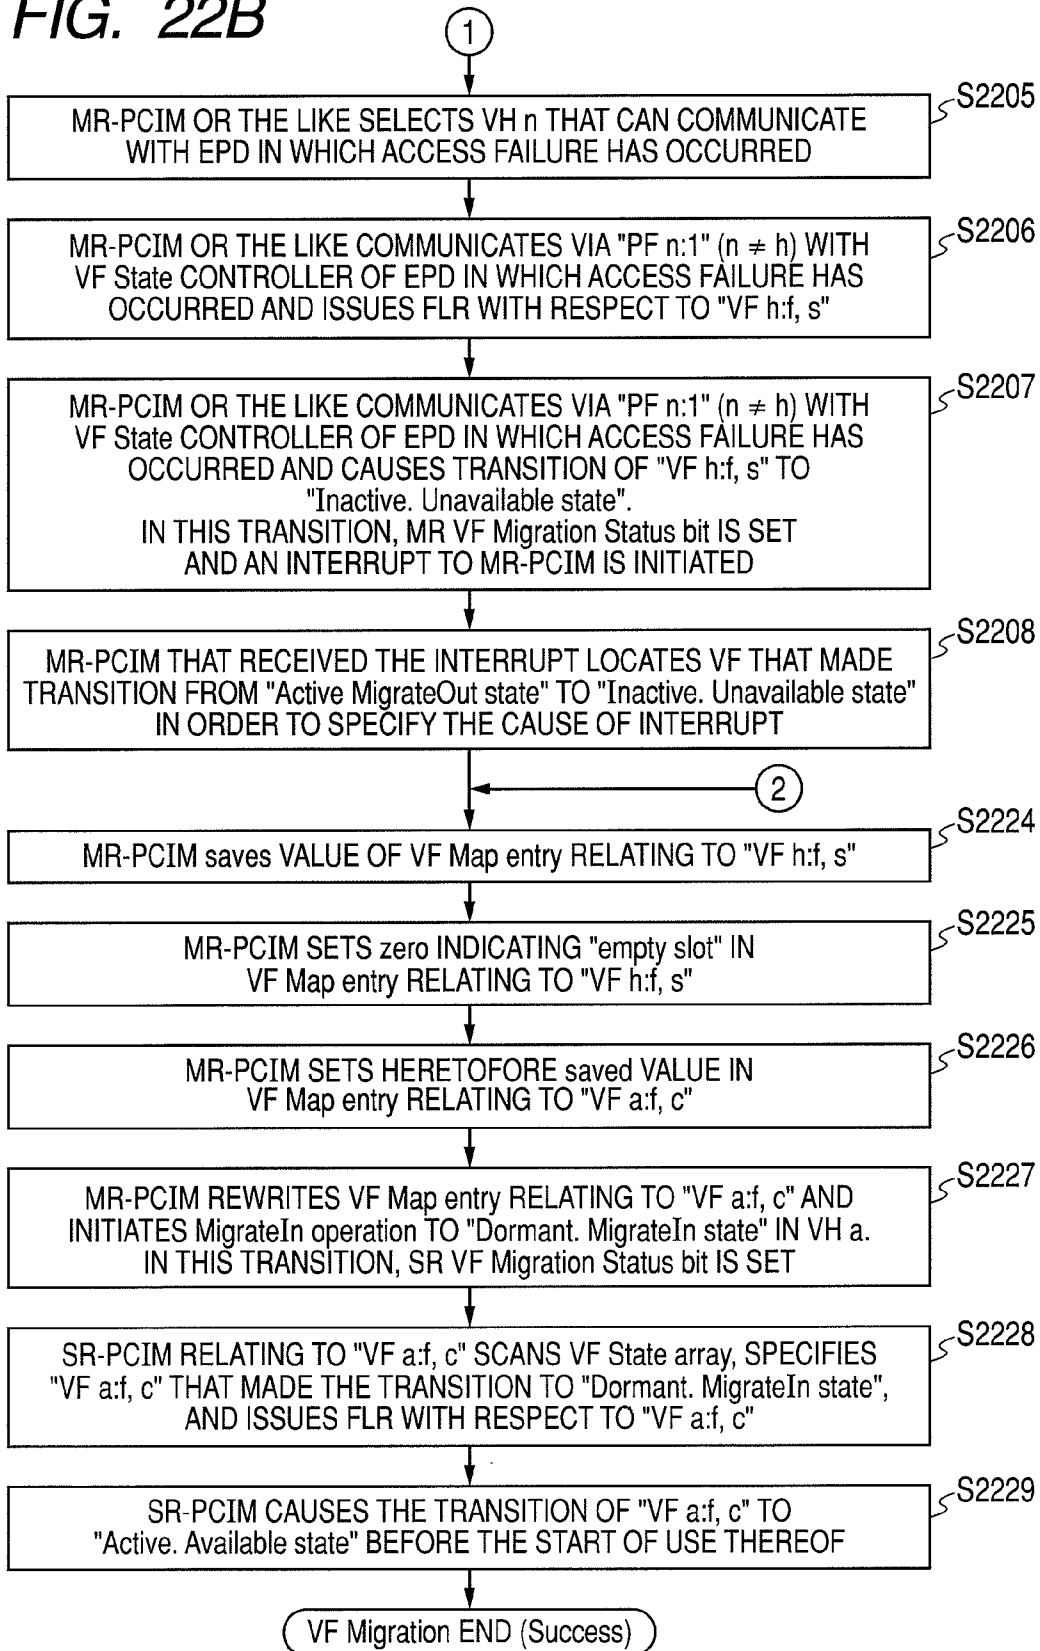 FIG. 22B
1
S2205
MR-PCIM OR THE LIKE SELECTS VH n THAT CAN COMMUNICATE
WITH EPD IN WHICH ACCESS FAILURE HAS OCCURRED
S2206
MR-PCIM OR THE LIKE COMMUNICATES VIA "PF n:1" (n ≠ h) WITH
VF State CONTROLLER OF EPD IN WHICH ACCESS FAILURE HAS
OCCURRED AND ISSUES FLR WITH RESPECT TO "VF h:f, s"
S2207
MR-PCIM OR THE LIKE COMMUNICATES VIA "PF n:1" (n ≠ h) WITH
VF State CONTROLLER OF EPD IN WHICH ACCESS FAILURE HAS
OCCURRED AND CAUSES TRANSITION OF "VF h:f, s" TO
"Inactive. Unavailable state".
IN THIS TRANSITION, MR VF Migration Status bit IS SET
AND AN INTERRUPT TO MR-PCIM IS INITIATED
S2208
MR-PCIM THAT RECEIVED THE INTERRUPT LOCATES VF THAT MADE
TRANSITION FROM "Active MigrateOut state" TO "Inactive. Unavailable state"
IN ORDER TO SPECIFY THE CAUSE OF INTERRUPT
2
S2224
MR-PCIM saves VALUE OF VF Map entry RELATING TO "VF h:f, s"
S2225
MR-PCIM SETS zero INDICATING "empty slot" IN
VF Map entry RELATING TO "VF h:f, s"
S2226
MR-PCIM SETS HERETOFORE saved VALUE IN
VF Map entry RELATING TO "VF a:f, c"
S2227
MR-PCIM REWRITES VF Map entry RELATING TO "VF a:f, c" AND
INITIATES MigrateIn operation TO "Dormant. MigrateIn state" IN VH a.
IN THIS TRANSITION, SR VF Migration Status bit IS SET
S2228
SR-PCIM RELATING TO "VF a:f, c" SCANS VF State array, SPECIFIES
"VF a:f, c" THAT MADE THE TRANSITION TO "Dormant. MigrateIn state",
AND ISSUES FLR WITH RESPECT TO "VF a:f, c"
S2229
SR-PCIM CAUSES THE TRANSITION OF "VF a:f, c" TO
"Active. Available state" BEFORE THE START OF USE THEREOF
VF Migration END (Success)